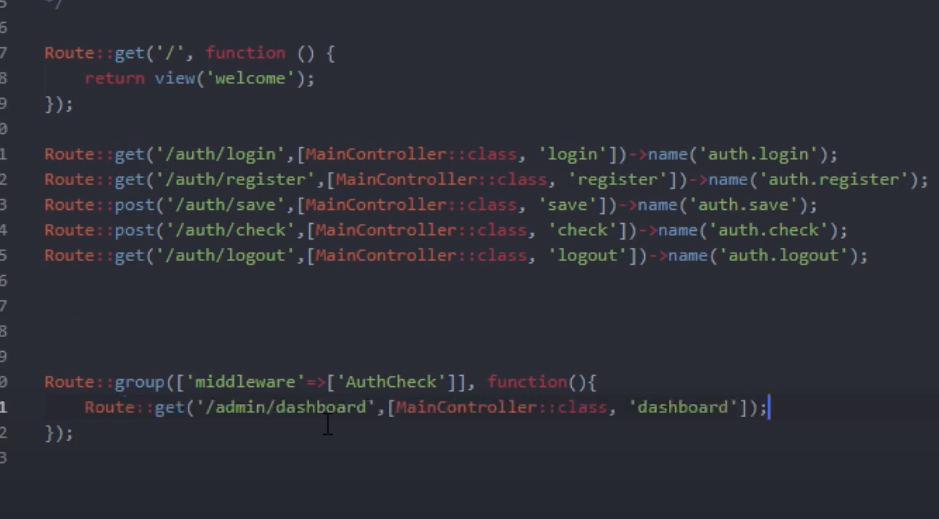 5 */
6
7 Route::get('/', function () {
8 return view('welcome');
9 });
0
1 Route::get('/auth/login',[MainController::class, 'login'])->name('auth.login');
2 Route::get('/auth/register',[MainController::class, 'register'])->name('auth.register');
3 Route::post('/auth/save',[MainController::class, 'save'])->name('auth.save');
4 Route::post('/auth/check',[MainController::class, 'check'])->name('auth.check');
5 Route::get('/auth/logout',[MainController::class, 'logout'])->name('auth.logout');
6
7
8
9
0 Route::group(['middleware'=>['AuthCheck']], function(){
1 Route::get('/admin/dashboard',[MainController::class, 'dashboard']);
2 });
3